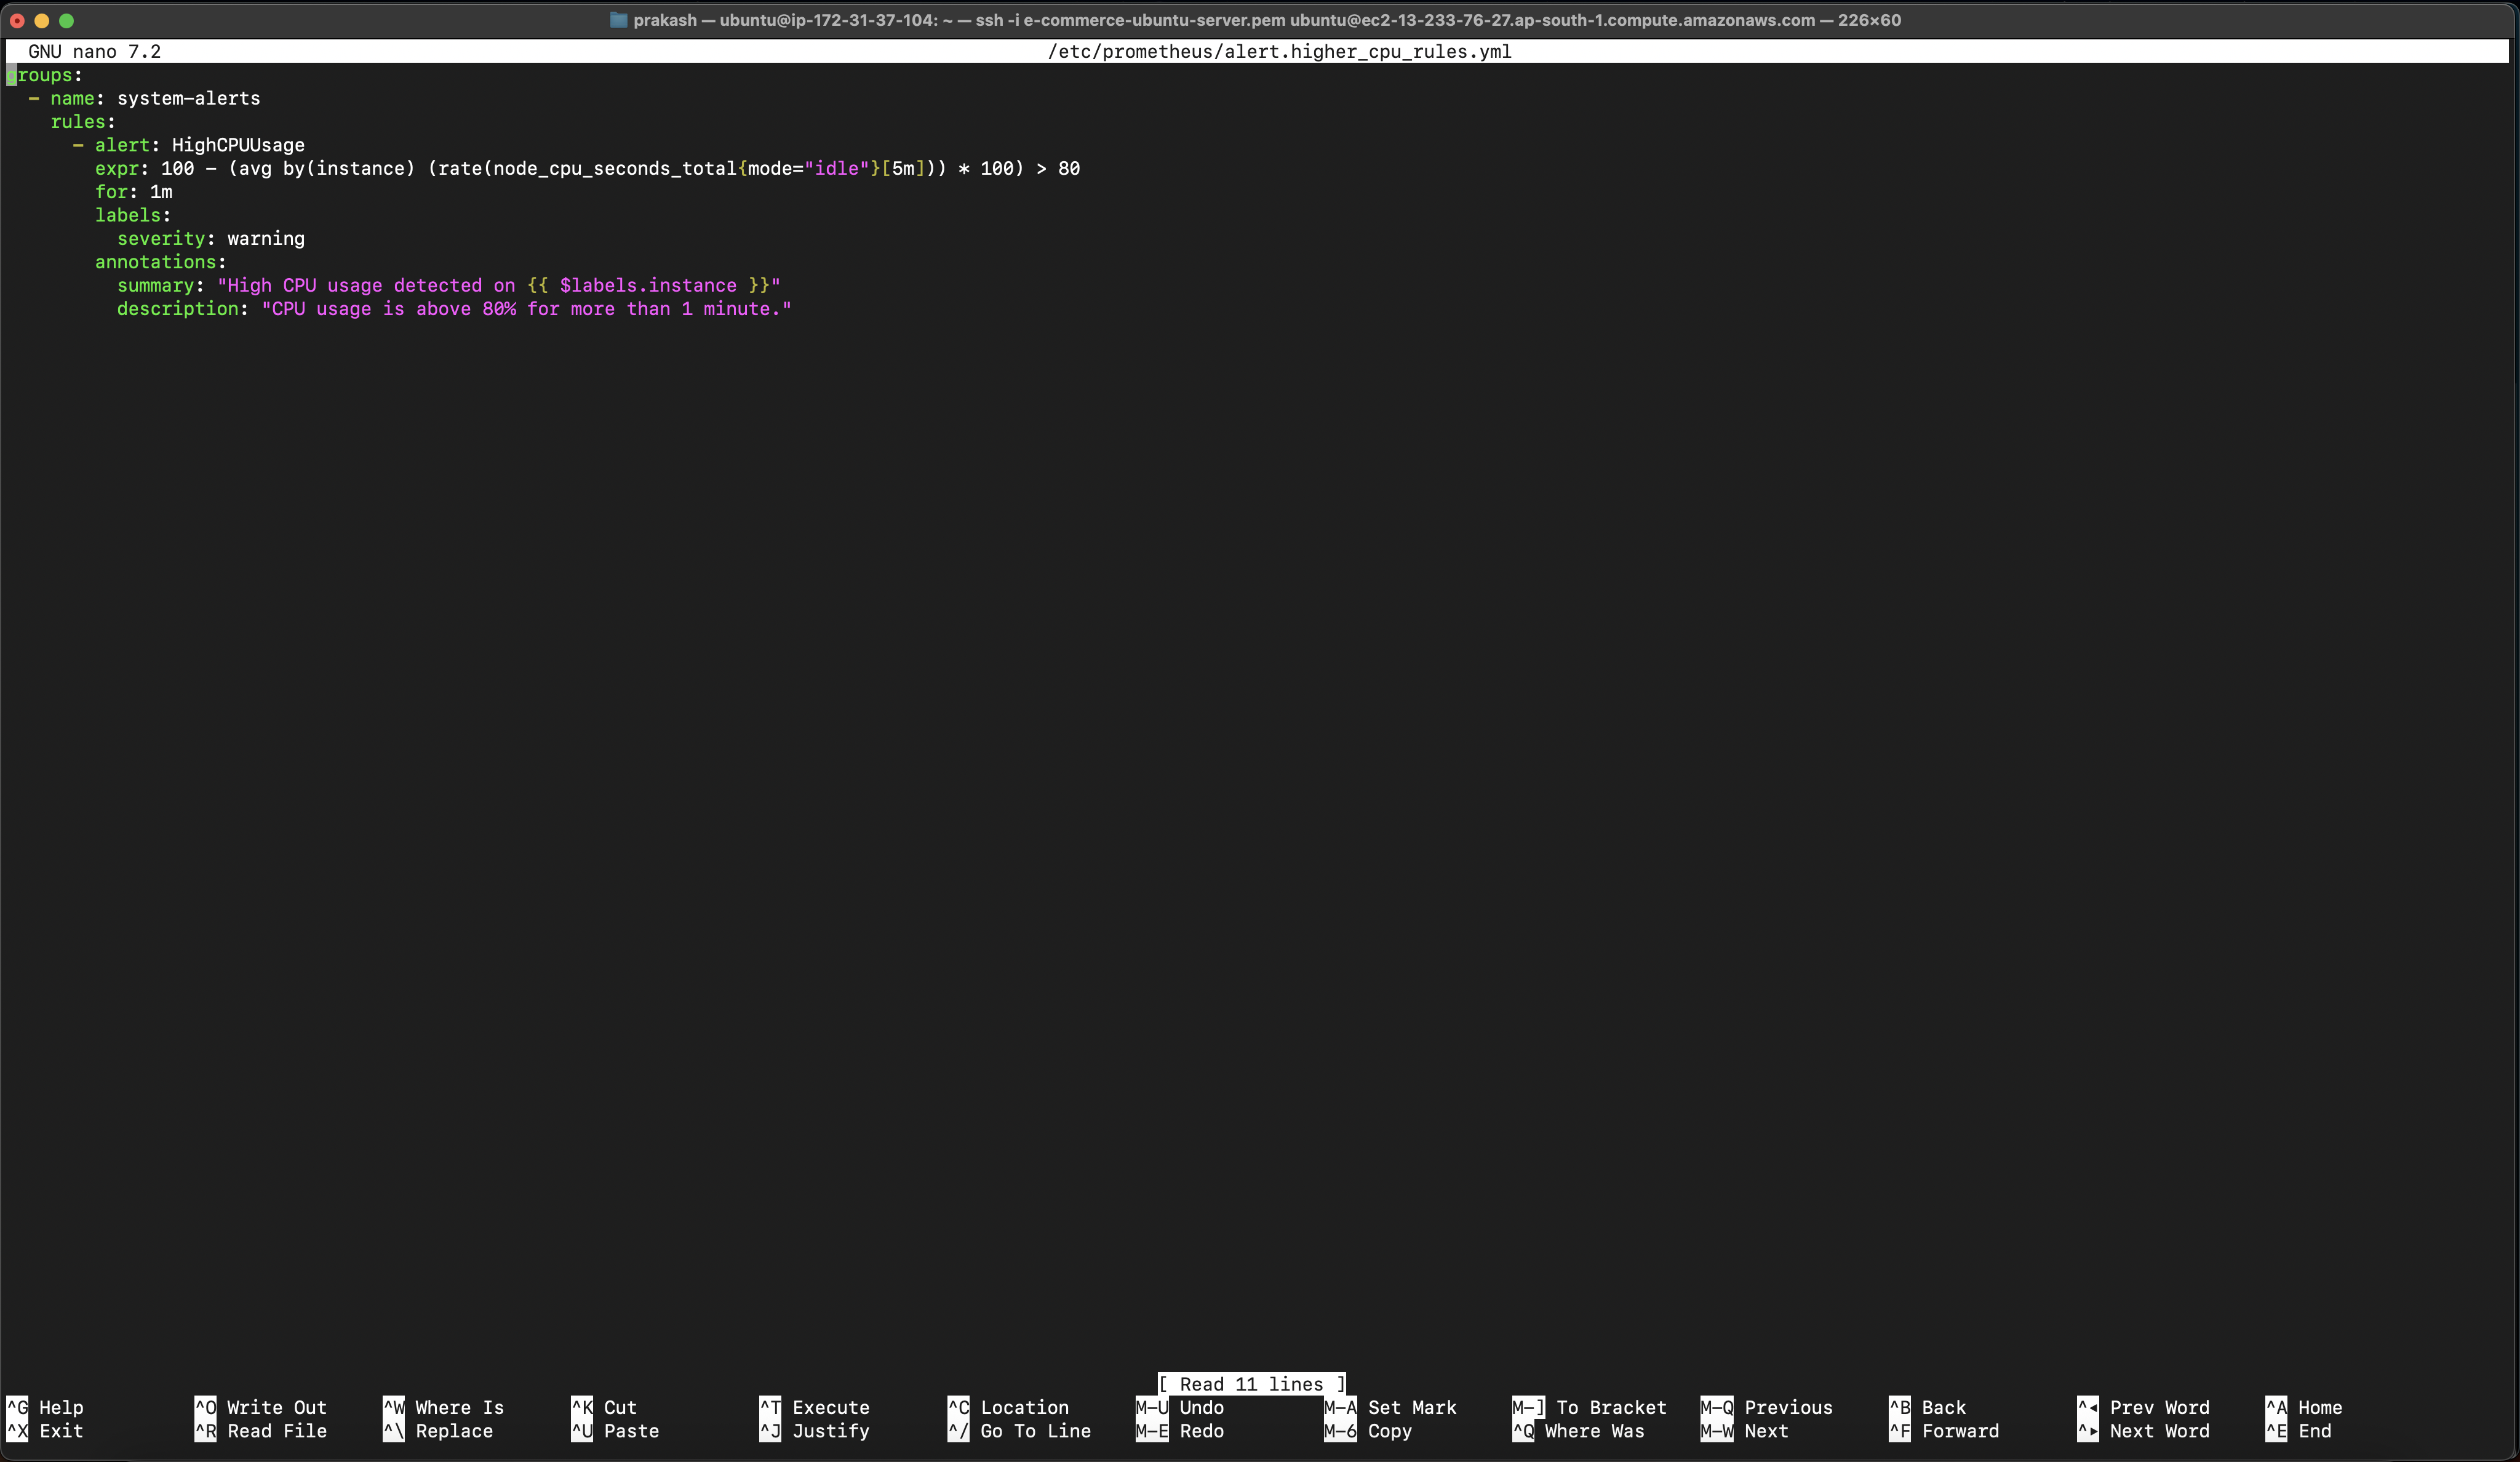 prakash — ubuntu@ip-172-31-37-104: ~ — ssh -i e-commerce-ubuntu-server.pem ubuntu@ec2-13-233-76-27.ap-south-1.compute.amazonaws.com — 226×60
GNU nano 7.2 /etc/prometheus/alert.higher_cpu_rules.yml
groups:
  - name: system-alerts
    rules:
      - alert: HighCPUUsage
        expr: 100 - (avg by(instance) (rate(node_cpu_seconds_total{mode="idle"}[5m])) * 100) > 80
        for: 1m
        labels:
          severity: warning
        annotations:
          summary: "High CPU usage detected on {{ $labels.instance }}"
          description: "CPU usage is above 80% for more than 1 minute."
[ Read 11 lines ]
^G Help ^O Write Out ^W Where Is ^K Cut ^T Execute ^C Location M-U Undo M-A Set Mark M-] To Bracket M-Q Previous ^B Back ^◂ Prev Word ^A Home
^X Exit ^R Read File ^\ Replace ^U Paste ^J Justify ^/ Go To Line M-E Redo M-6 Copy ^Q Where Was M-W Next ^F Forward ^▸ Next Word ^E End